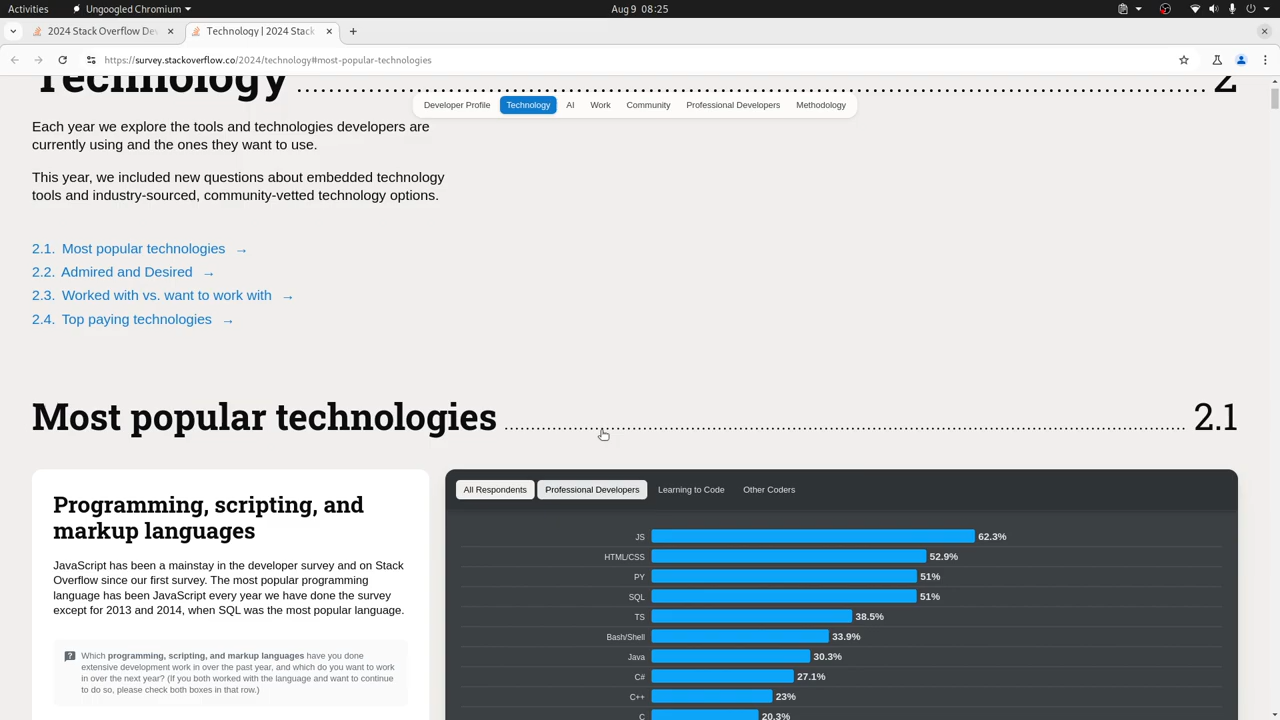 Activities
Ungoogled Chromium
Aug 9  08:25
2024 Stack Overflow De
Technology | 2024 Stack
https://survey.stackoverflow.co/2024/technology#most-popular-technologies
Technology
2
Developer Profile
Technology
AI
Work
Community
Professional Developers
Methodology
Each year we explore the tools and technologies developers are
currently using and the ones they want to use.
This year, we included new questions about embedded technology
tools and industry-sourced, community-vetted technology options.
2.1. Most popular technologies →
2.2. Admired and Desired →
2.3. Worked with vs. want to work with →
2.4. Top paying technologies →
Most popular technologies
2.1
Programming, scripting, and
markup languages
JavaScript has been a mainstay in the developer survey and on Stack
Overflow since our first survey. The most popular programming
language has been JavaScript every year we have done the survey
except for 2013 and 2014, when SQL was the most popular language.
Which programming, scripting, and markup languages have you done
extensive development work in over the past year, and which do you want to work
in over the next year? (If you both worked with the language and want to continue
to do so, please check both boxes in that row.)
All Respondents
Professional Developers
Learning to Code
Other Coders
JS 62.3%
HTML/CSS 52.9%
PY 51%
SQL 51%
TS 38.5%
Bash/Shell 33.9%
Java 30.3%
C# 27.1%
C++ 23%
C 20.3%